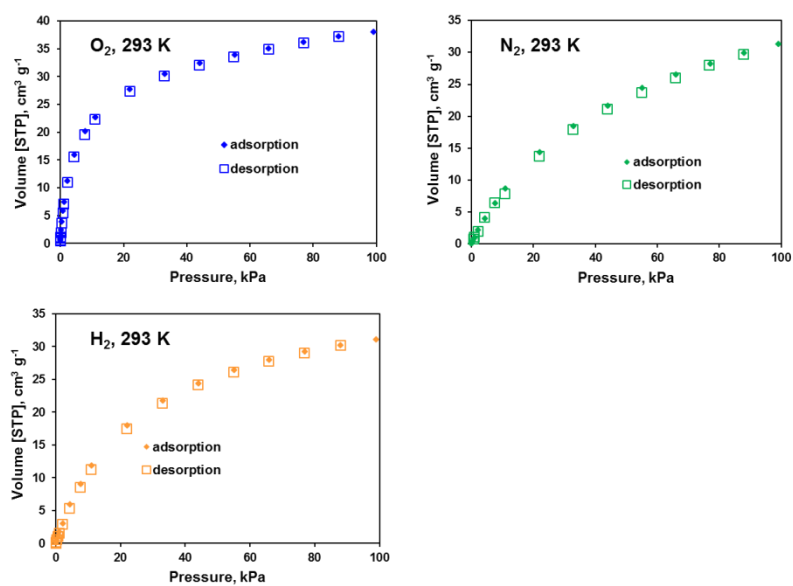 O2, 293 K
Volume [STP], cm3 g-1
40
35
30
25
20
15
10
5
0
adsorption
desorption
0 20 40 60 80 100
Pressure, kPa
N2, 293 K
Volume [STP], cm3 g-1
35
30
25
20
15
10
5
0
adsorption
desorption
0 20 40 60 80 100
Pressure, kPa
H2, 293 K
Volume [STP], cm3 g-1
35
30
25
20
15
10
5
0
adsorption
desorption
0 20 40 60 80 100
Pressure, kPa